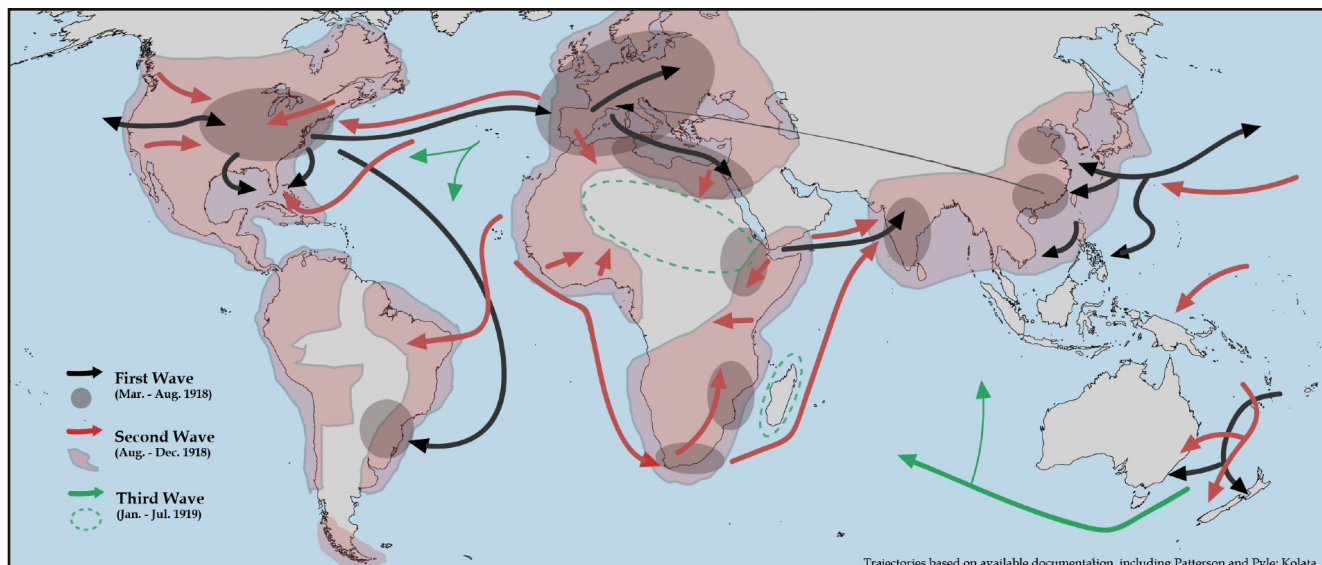 First Wave
(Mar. - Aug. 1918)
Second Wave
(Aug. - Dec. 1918)
Third Wave
(Jan. - Jul. 1919)
Trajectories based on available documentation, including Patterson and Pyle; Kolata